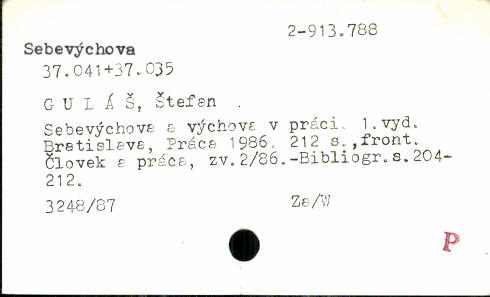 2-913.788
Sebevýchova
37.041+37.035
G U L Á Š, Štefan .
Sebevýchova a výchova v práci. 1.vyd.
Bratislava, Práca 1986. 212 s.,front.
Človek a práca, zv.2/86.-Bibliogr.s.204-
212.
3248/87 Za/W
P